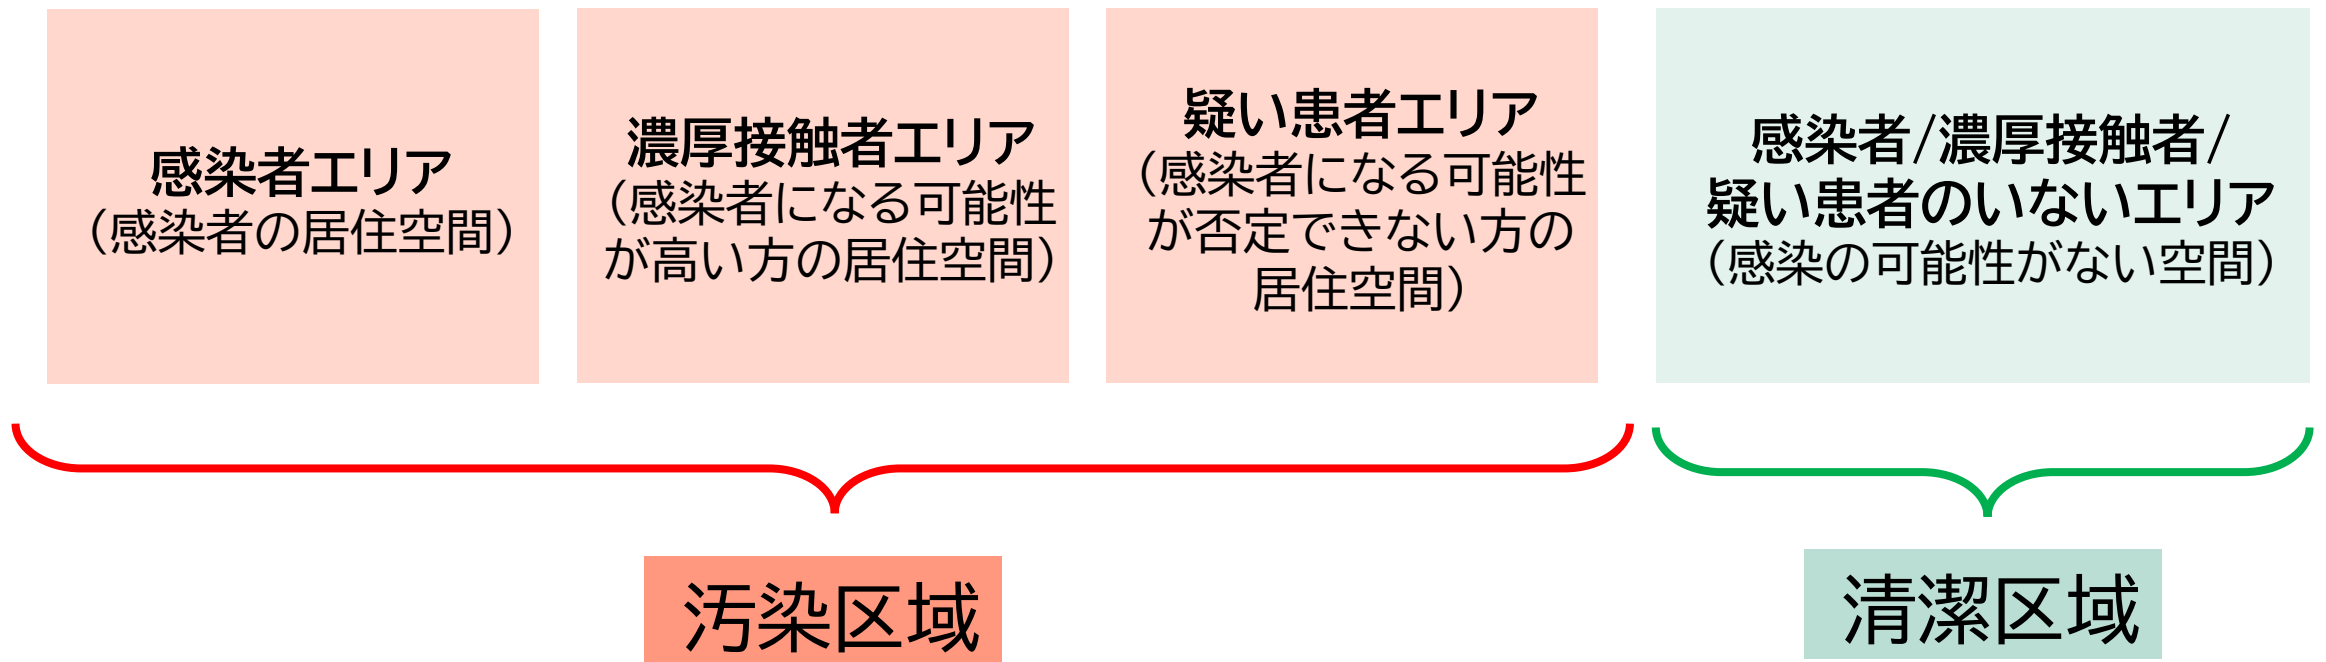 感染者エリア
（感染者の居住空間）
濃厚接触者エリア
（感染者になる可能性
が高い方の居住空間）
疑い患者エリア
（感染者になる可能性
が否定できない方の
居住空間）
感染者/濃厚接触者/
疑い患者のいないエリア
（感染の可能性がない空間）
汚染区域
清潔区域